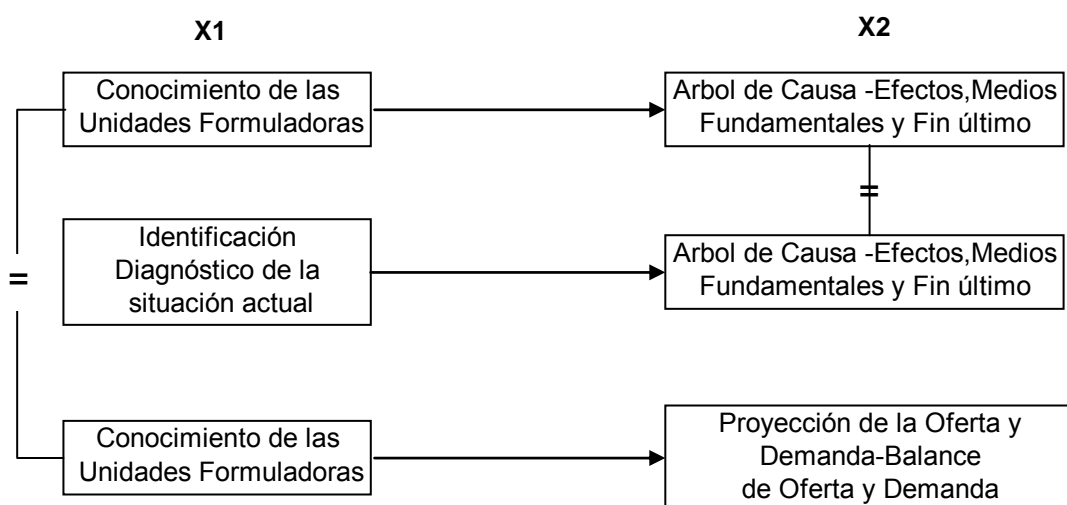 X1
X2
Conocimiento de las
Unidades Formuladoras
Arbol de Causa -Efectos,Medios
Fundamentales y Fin último
=
Identificación
Diagnóstico de la
situación actual
Arbol de Causa -Efectos,Medios
Fundamentales y Fin último
=
Conocimiento de las
Unidades Formuladoras
Proyección de la Oferta y
Demanda-Balance
de Oferta y Demanda